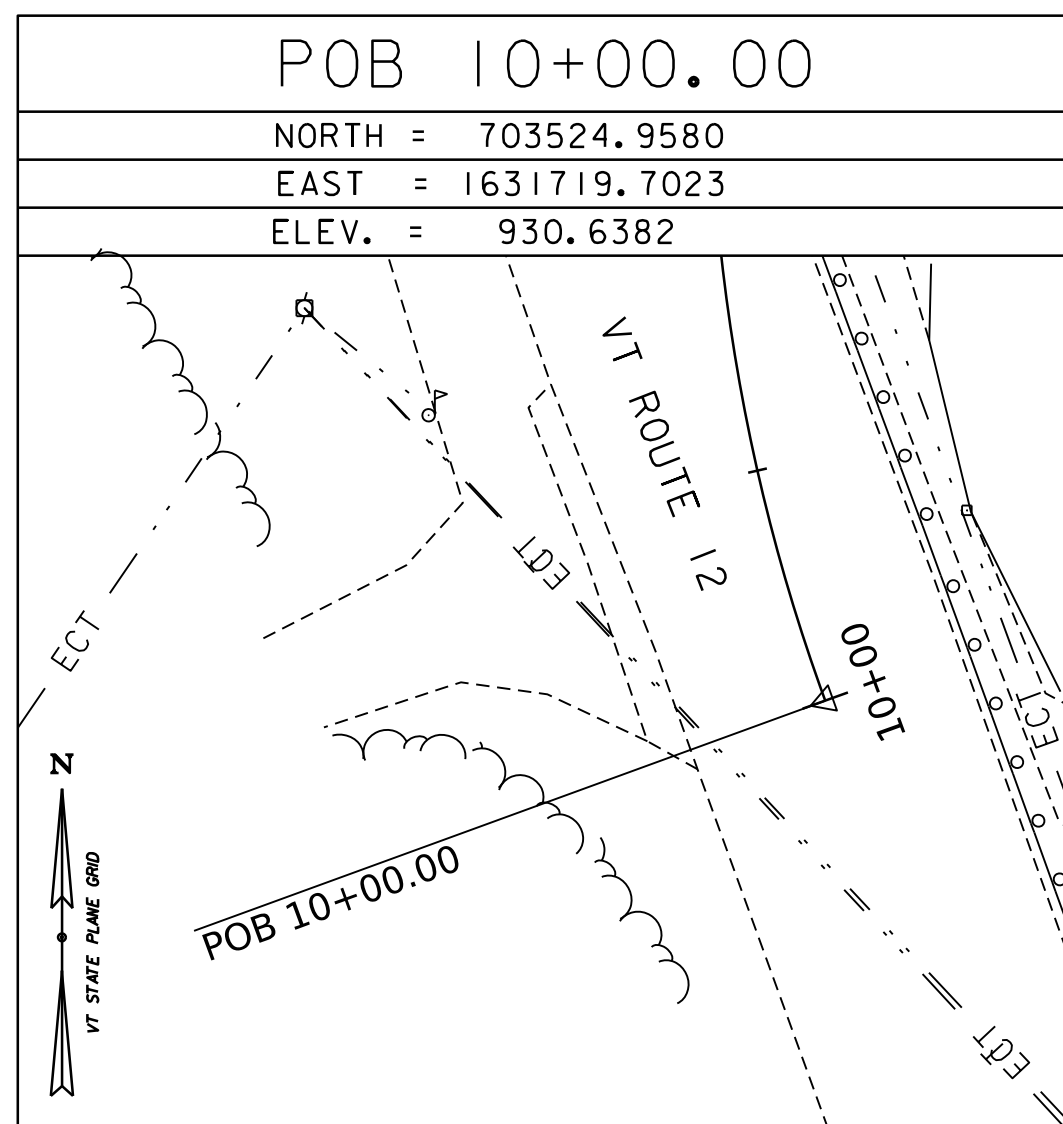 POB 10+00.00
NORTH = 703524.9580
EAST = 1631719.7023
ELEV. = 930.6382
VT ROUTE 12
ECT
ECT
10+00
ECT
N
VT STATE PLANE GRID
POB 10+00.00
ECT